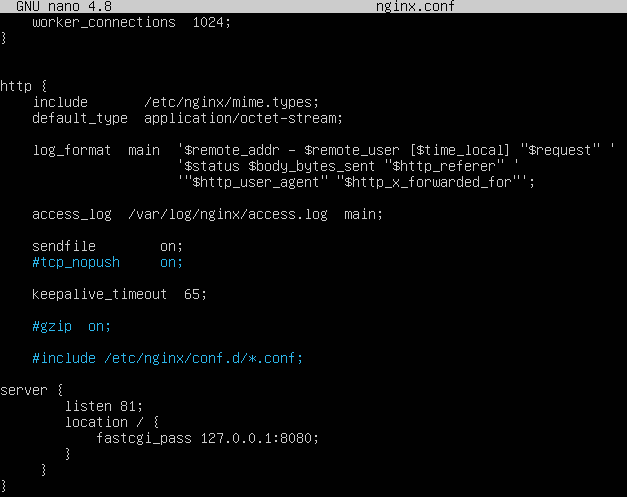 GNU nano 4.8 nginx.conf
worker_connections 1024;
}
http {
include /etc/nginx/mime.types;
default_type application/octet-stream;
log_format main '$remote_addr - $remote_user [$time_local] "$request" '
'$status $body_bytes_sent "$http_referer" '
'"$http_user_agent" "$http_x_forwarded_for"';
access_log /var/log/nginx/access.log main;
sendfile on;
#tcp_nopush on;
keepalive_timeout 65;
#gzip on;
#include /etc/nginx/conf.d/*.conf;
server {
listen 81;
location / {
fastcgi_pass 127.0.0.1:8080;
}
}
}